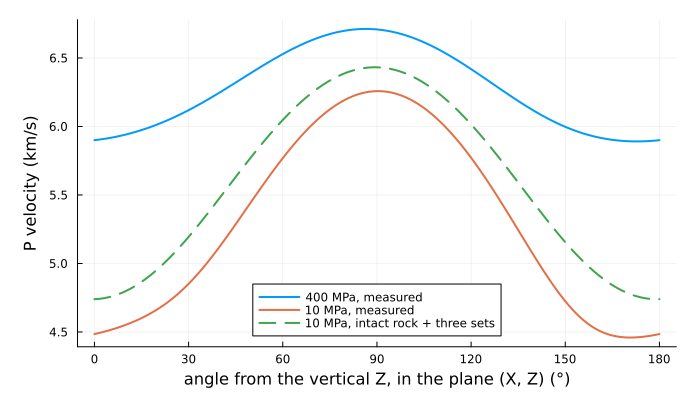 P velocity (km/s)
6.5
6.0
5.5
5.0
4.5
400 MPa, measured
10 MPa, measured
10 MPa, intact rock + three sets
0
30
60
90
120
150
180
angle from the vertical Z, in the plane (X, Z) (°)